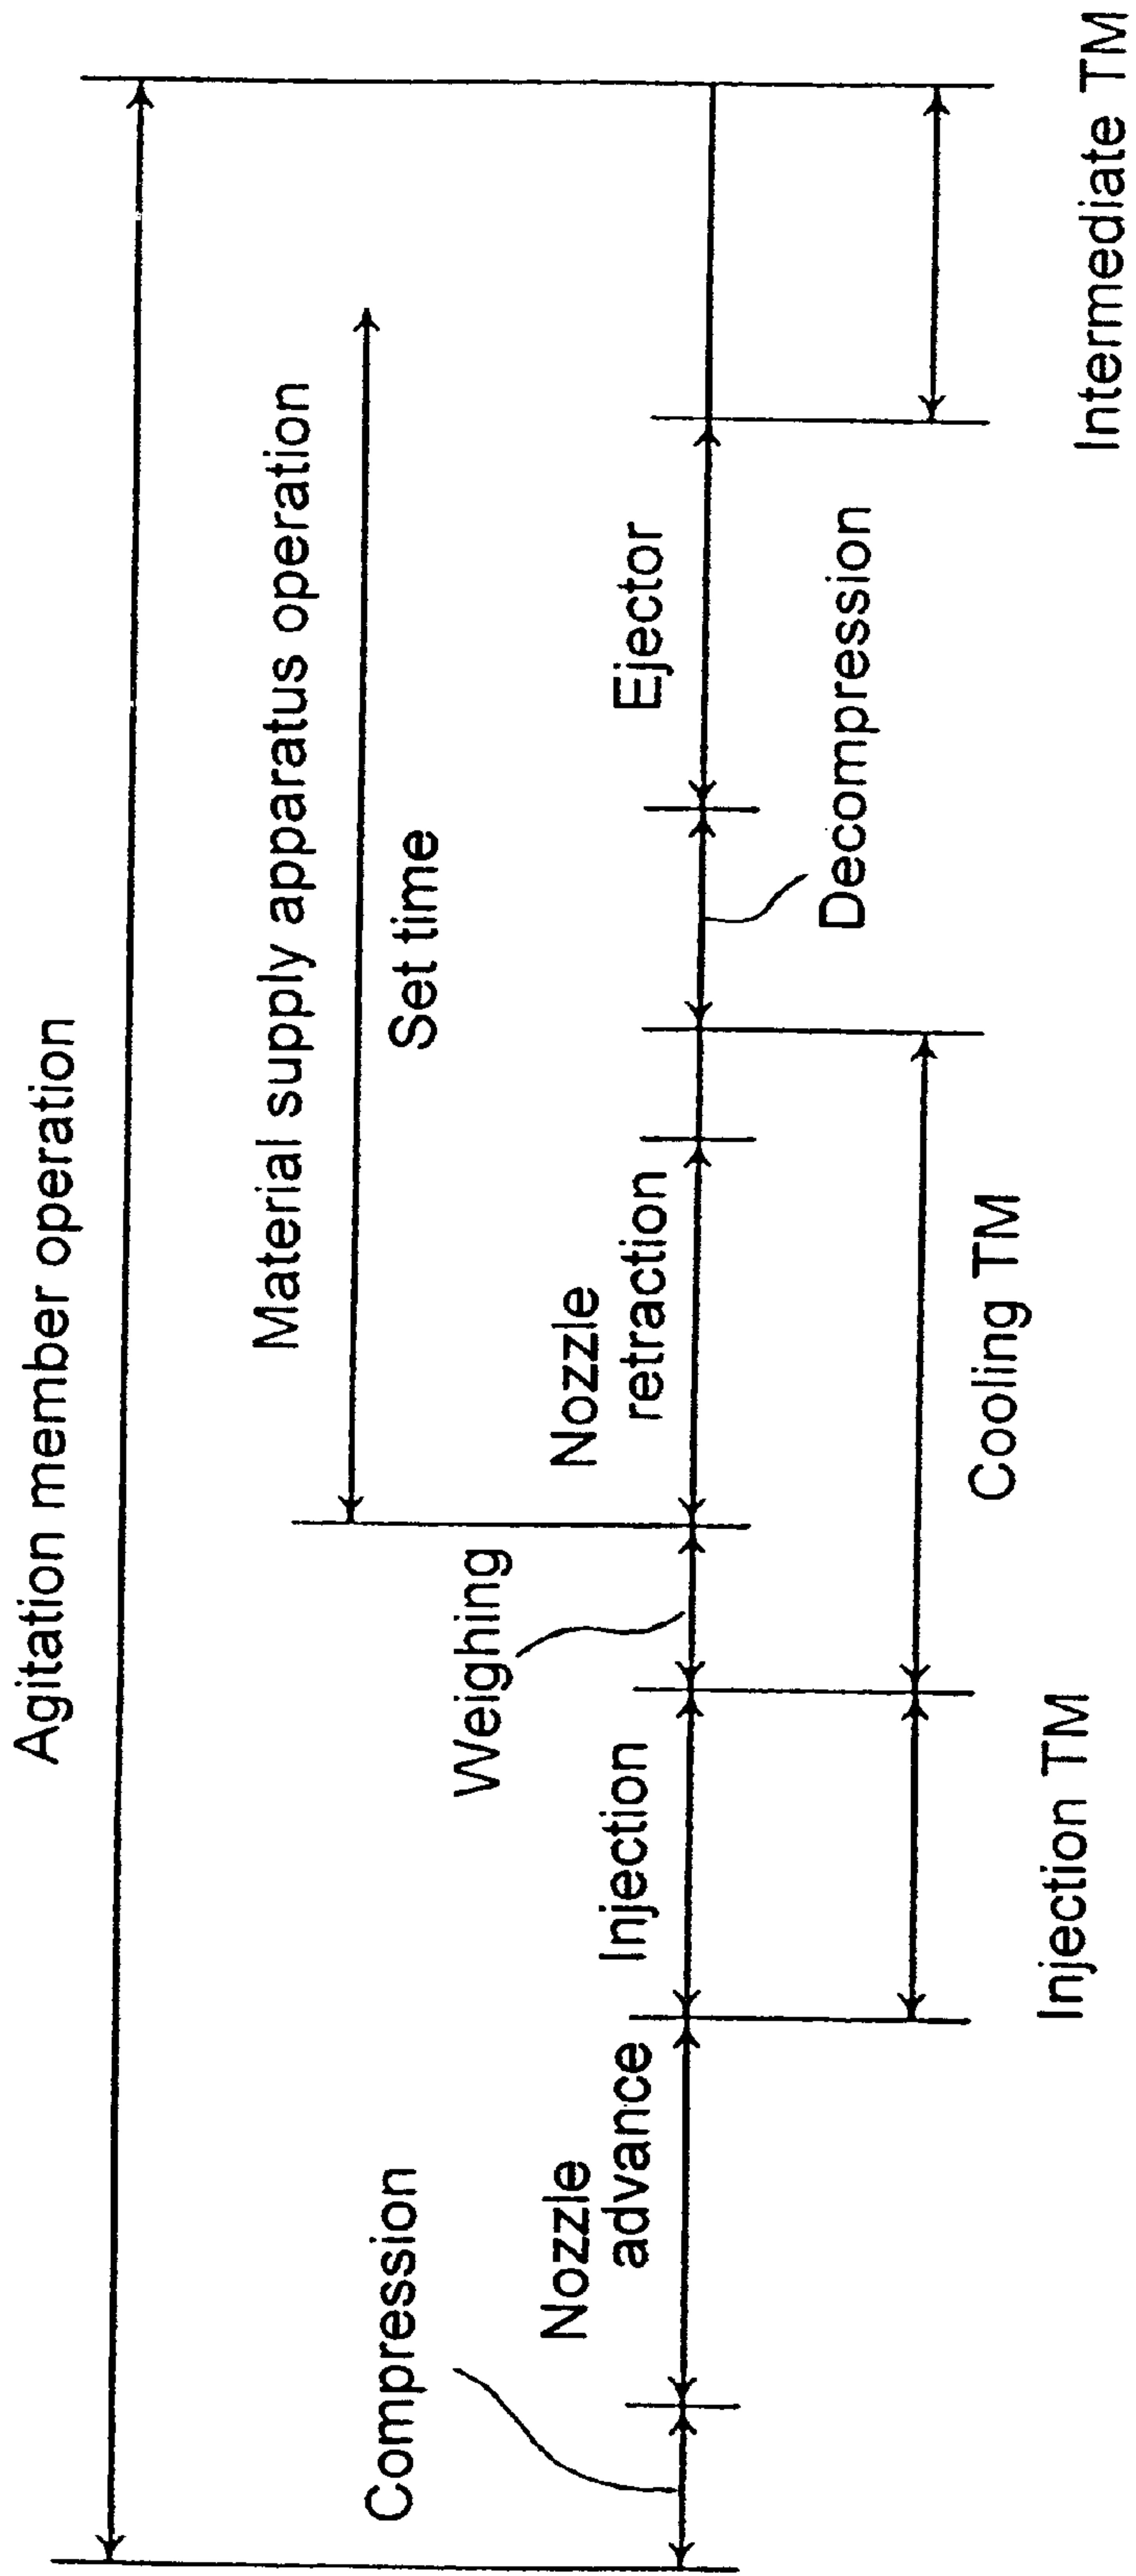 Agitation member operation
Material supply apparatus operation
Set time
Compression
Nozzle
advance
Injection
Weighing
Nozzle
retraction
Ejector
Decompression
Injection TM
Cooling TM
Intermediate TM